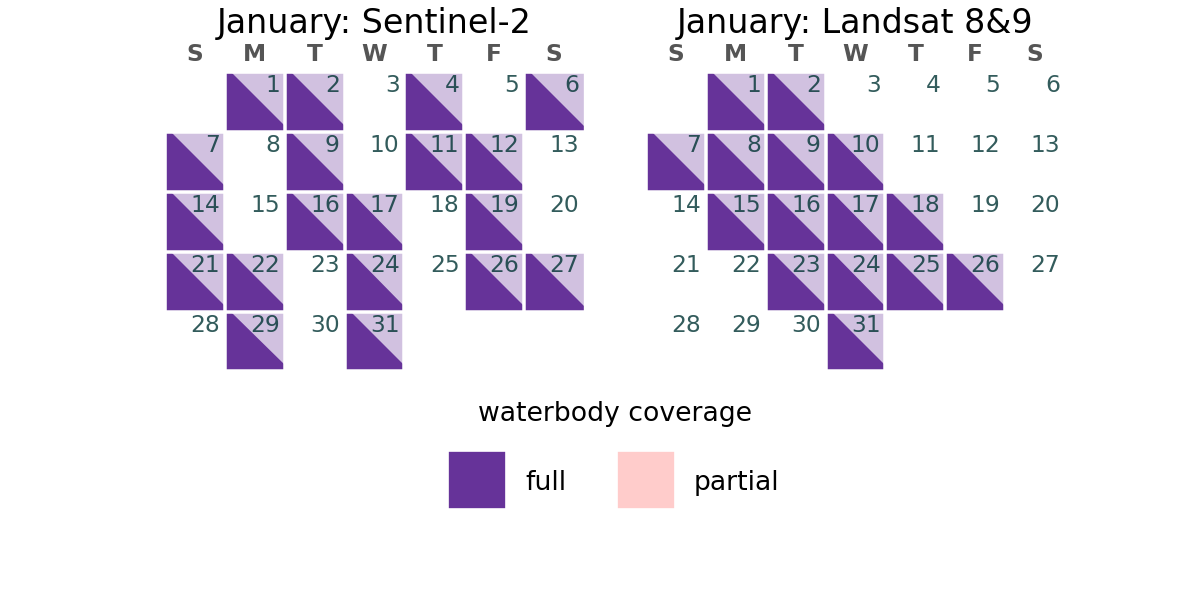 January: Sentinel-2
S M T W T F S
1 2 3 4 5 6
7 8 9 10 11 12 13
14 15 16 17 18 19 20
21 22 23 24 25 26 27
28 29 30 31
January: Landsat 8&9
S M T W T F S
1 2 3 4 5 6
7 8 9 10 11 12 13
14 15 16 17 18 19 20
21 22 23 24 25 26 27
28 29 30 31
waterbody coverage
full
partial